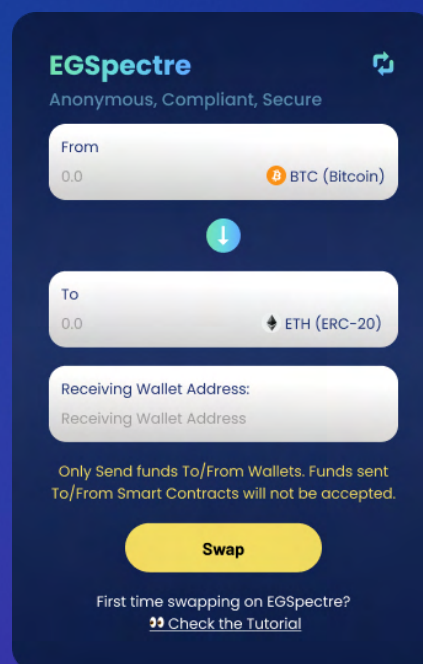 EGSpectre
Anonymous, Compliant, Secure
From
0.0
BTC (Bitcoin)
To
0.0
ETH (ERC-20)
Receiving Wallet Address:
Receiving Wallet Address
Only Send funds To/From Wallets. Funds sent
To/From Smart Contracts will not be accepted.
Swap
First time swapping on EGSpectre?
👀 Check the Tutorial